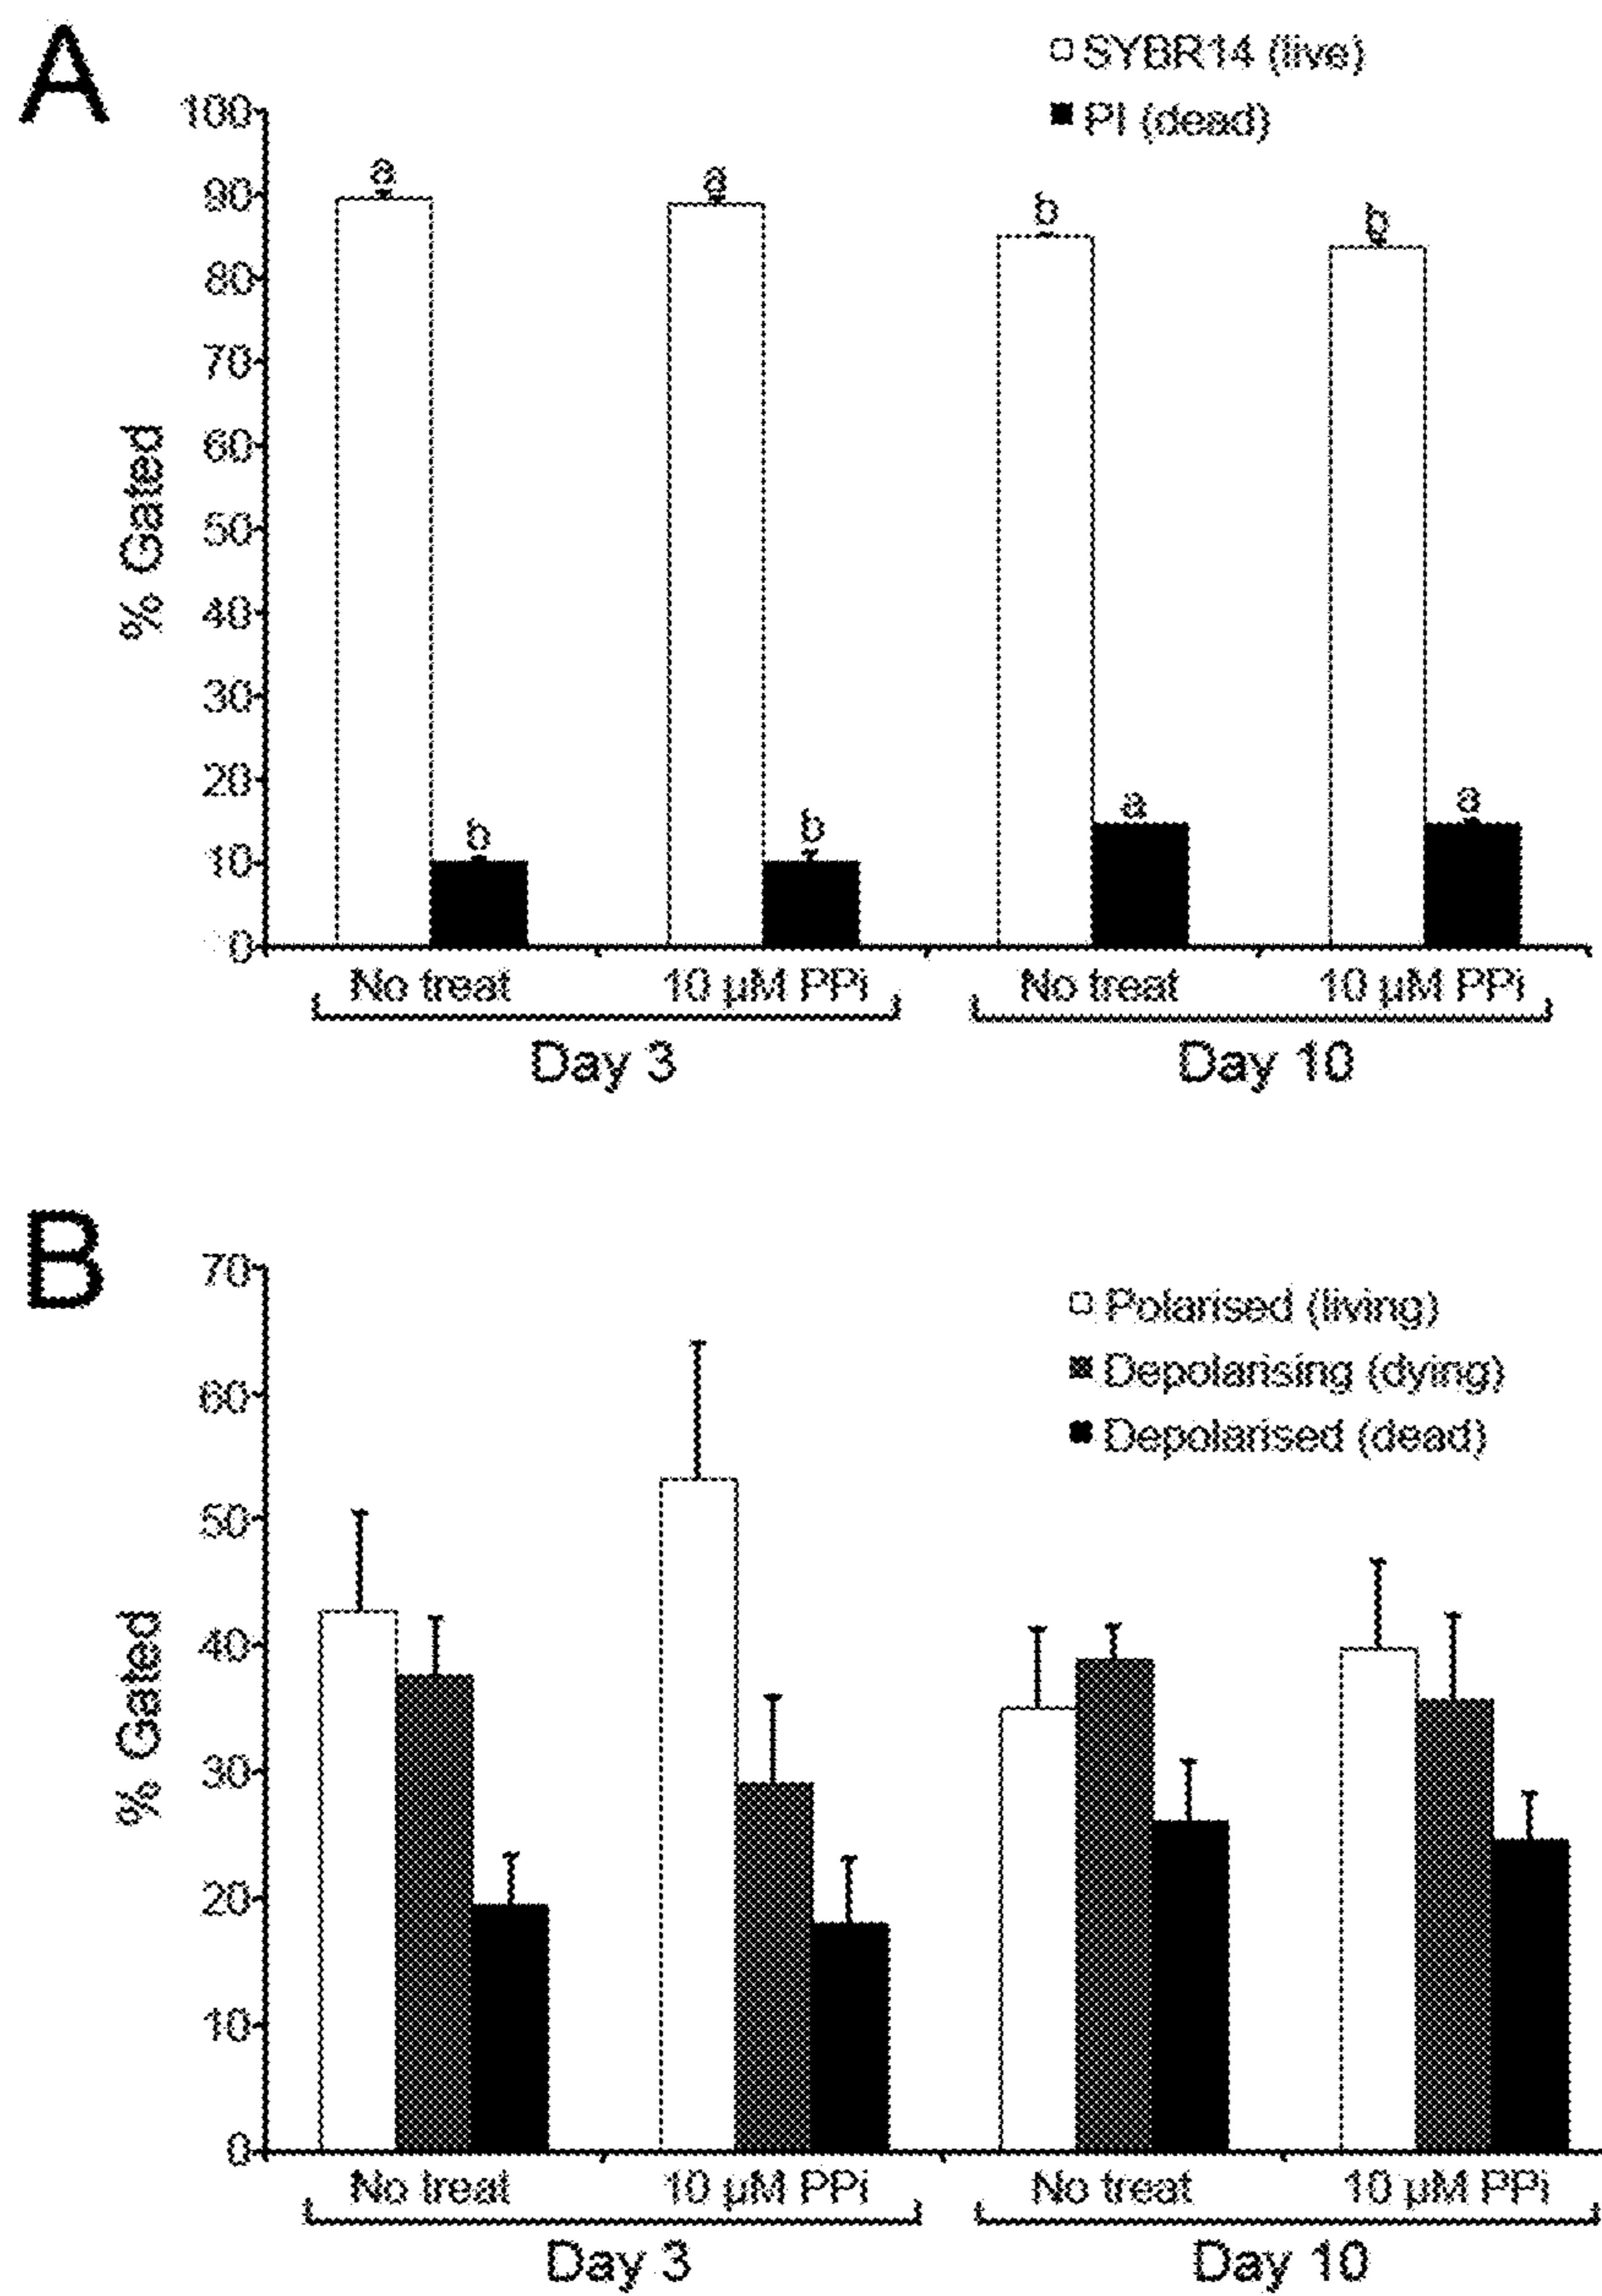 A
SYBR14 (live)
PI (dead)
100
90
80
70
60
50
40
30
20
10
0
% Gated
a
b
a
b
b
a
b
a
No treat 10 µM PPi No treat 10 µM PPi
Day 3 Day 10
B
Polarised (living)
Depolarising (dying)
Depolarised (dead)
70
60
50
40
30
20
10
0
% Gated
No treat 10 µM PPi No treat 10 µM PPi
Day 3 Day 10